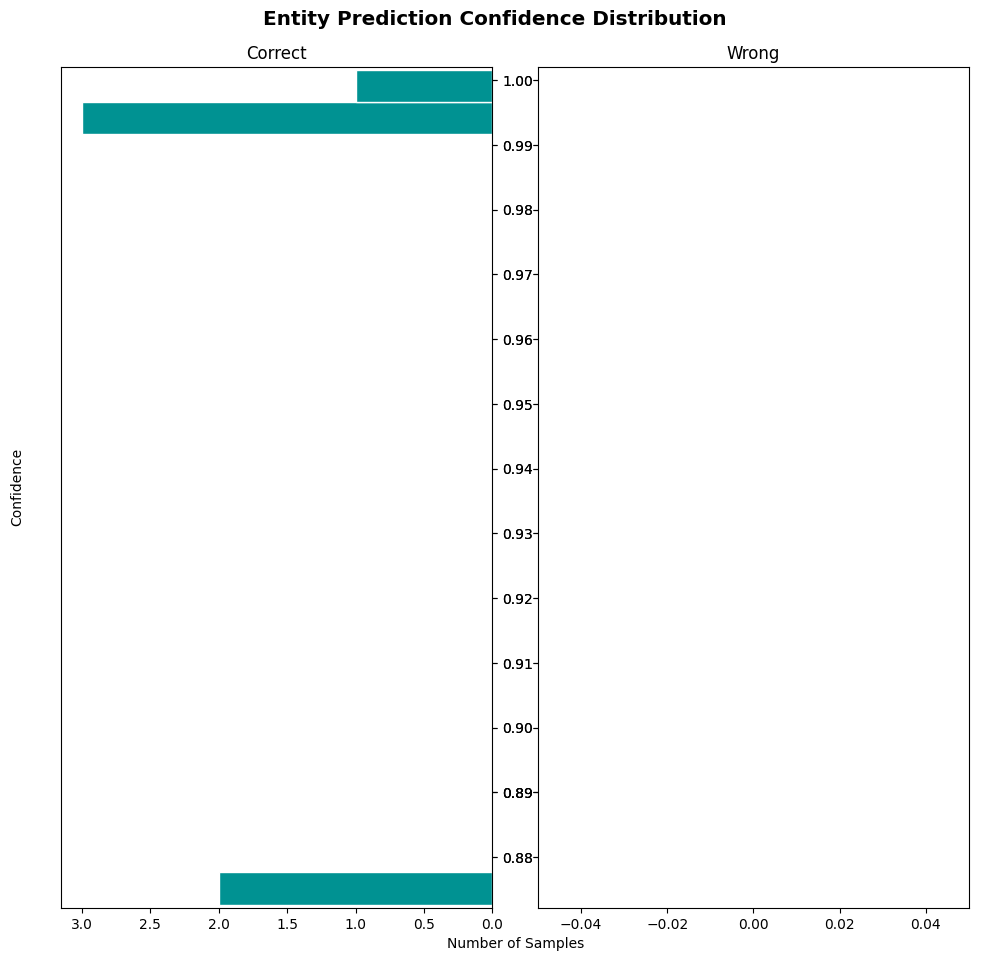 Entity Prediction Confidence Distribution
Correct
Wrong
1.00
0.99
0.98
0.97
0.96
0.95
0.94
0.93
0.92
0.91
0.90
0.89
0.88
Confidence
3.0 2.5 2.0 1.5 1.0 0.5 0.0
−0.04 −0.02 0.00 0.02 0.04
Number of Samples